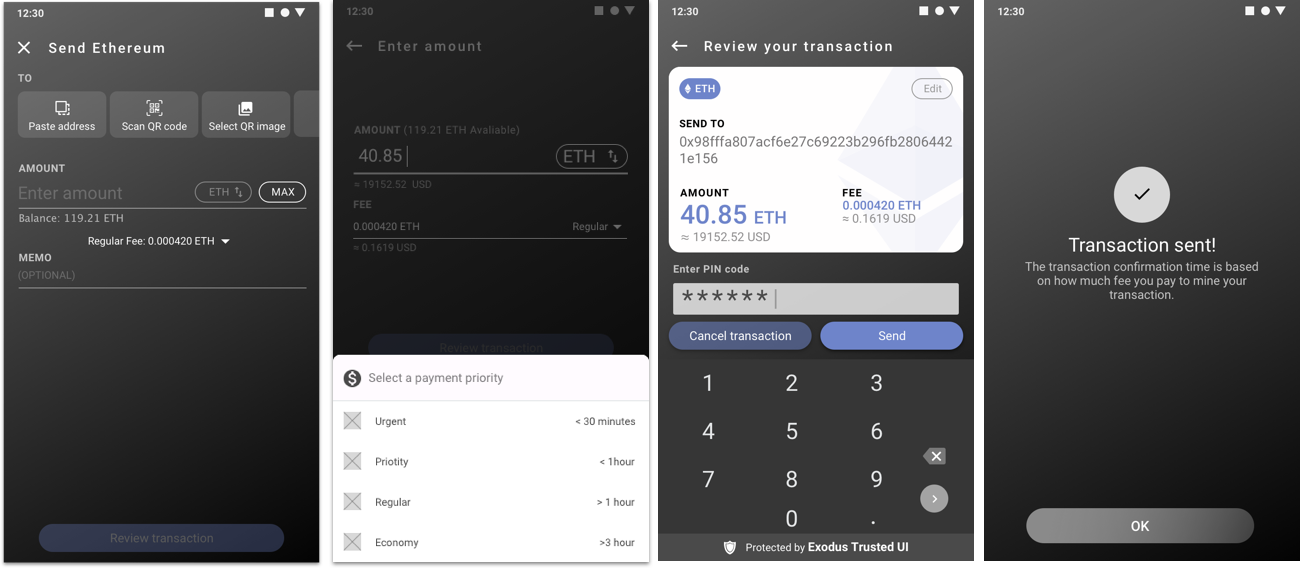 12:30
Send Ethereum
TO
Paste address
Scan QR code
Select QR image
AMOUNT
Enter amount
ETH
MAX
Balance: 119.21 ETH
Regular Fee: 0.000420 ETH
MEMO
(OPTIONAL)
Review transaction
12:30
Enter amount
AMOUNT (119.21 ETH Avaliable)
40.85
ETH
≈ 19152.52 USD
FEE
0.000420 ETH
Regular
≈ 0.1619 USD
Review transaction
Select a payment priority
Urgent
< 30 minutes
Priotity
< 1hour
Regular
> 1 hour
Economy
>3 hour
12:30
Review your transaction
ETH
Edit
SEND TO
0x98fffa807acf6e27c69223b296fb2806442
1e156
AMOUNT
40.85 ETH
≈ 19152.52 USD
FEE
0.000420 ETH
≈ 0.1619 USD
Enter PIN code
******
Cancel transaction
Send
1 2 3
4 5 6
7 8 9
0 .
Protected by Exodus Trusted UI
12:30
Transaction sent!
The transaction confirmation time is based
on how much fee you pay to mine your
transaction.
OK